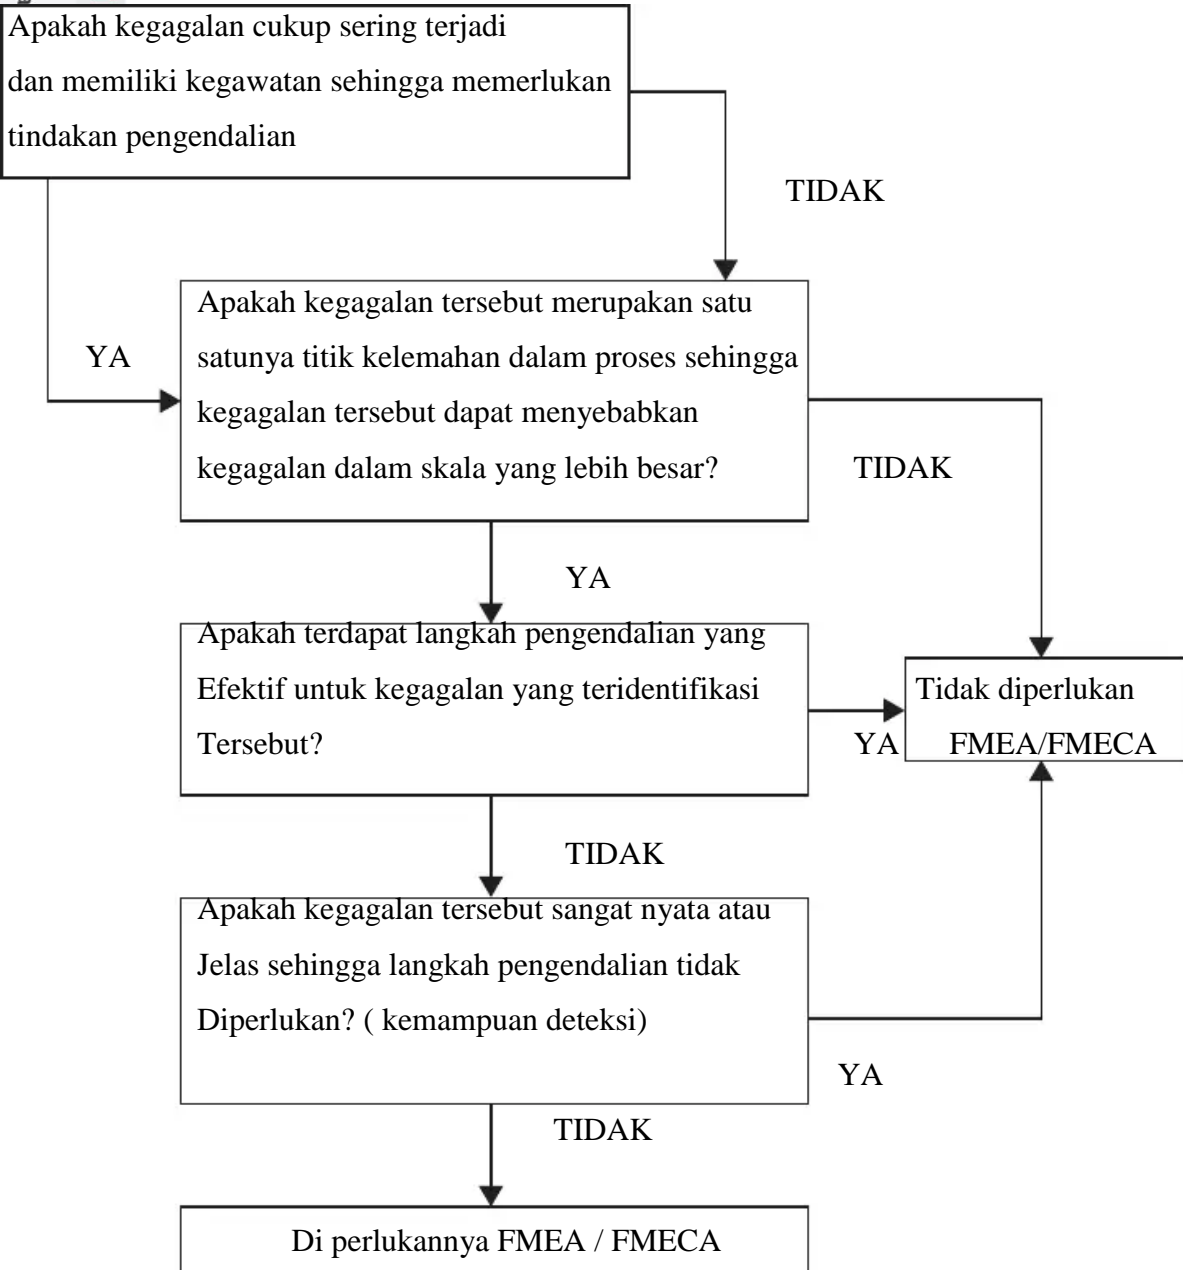 Apakah kegagalan cukup sering terjadi
dan memiliki kegawatan sehingga memerlukan
tindakan pengendalian
TIDAK
Apakah kegagalan tersebut merupakan satu
satunya titik kelemahan dalam proses sehingga
kegagalan tersebut dapat menyebabkan
kegagalan dalam skala yang lebih besar?
YA
TIDAK
YA
Apakah terdapat langkah pengendalian yang
Efektif untuk kegagalan yang teridentifikasi
Tersebut?
YA
Tidak diperlukan
FMEA/FMECA
TIDAK
Apakah kegagalan tersebut sangat nyata atau
Jelas sehingga langkah pengendalian tidak
Diperlukan? ( kemampuan deteksi)
YA
TIDAK
Di perlukannya FMEA / FMECA